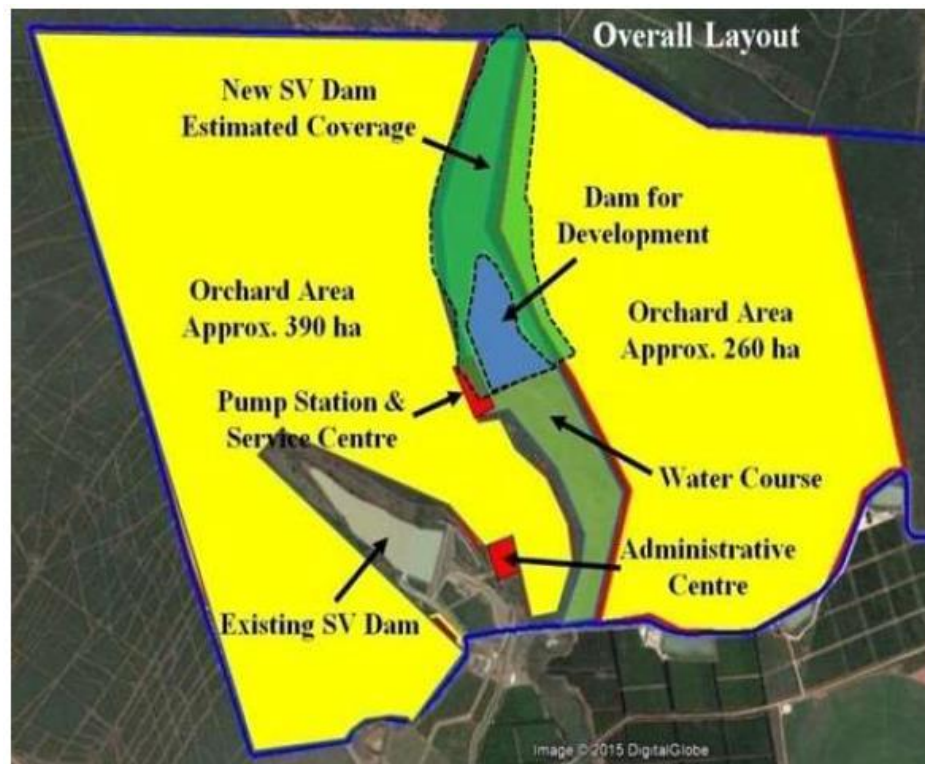 Overall Layout
New SV Dam
Estimated Coverage
Dam for
Development
Orchard Area
Approx. 390 ha
Orchard Area
Approx. 260 ha
Pump Station &
Service Centre
Water Course
Administrative
Centre
Existing SV Dam
Image © 2015 DigitalGlobe